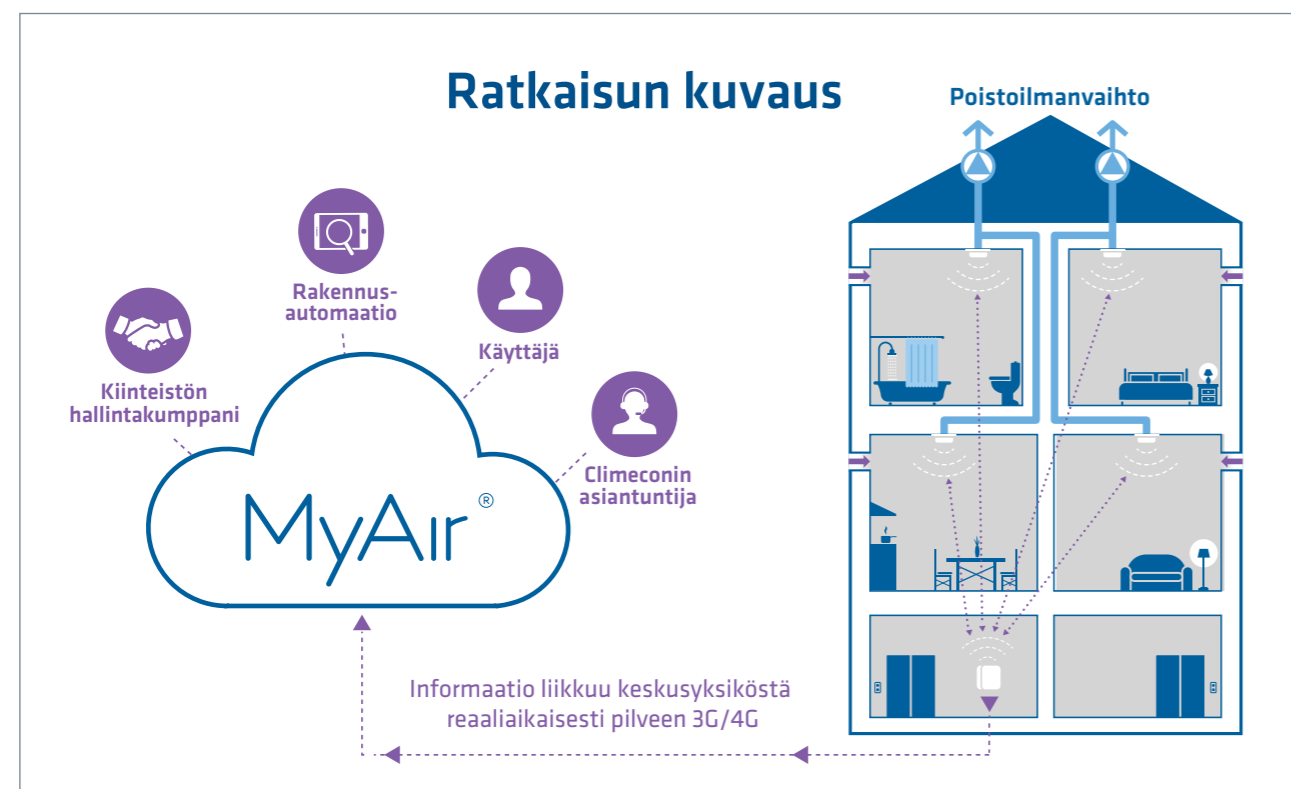 Ratkaisun kuvaus
Poistoilmanvaihto
Rakennus-
automaatio
Käyttäjä
Kiinteistön
hallintakumppani
Climeconin
asiantuntija
MyAir ®
Informaatio liikkuu keskusyksiköstä
reaaliaikaisesti pilveen 3G/4G